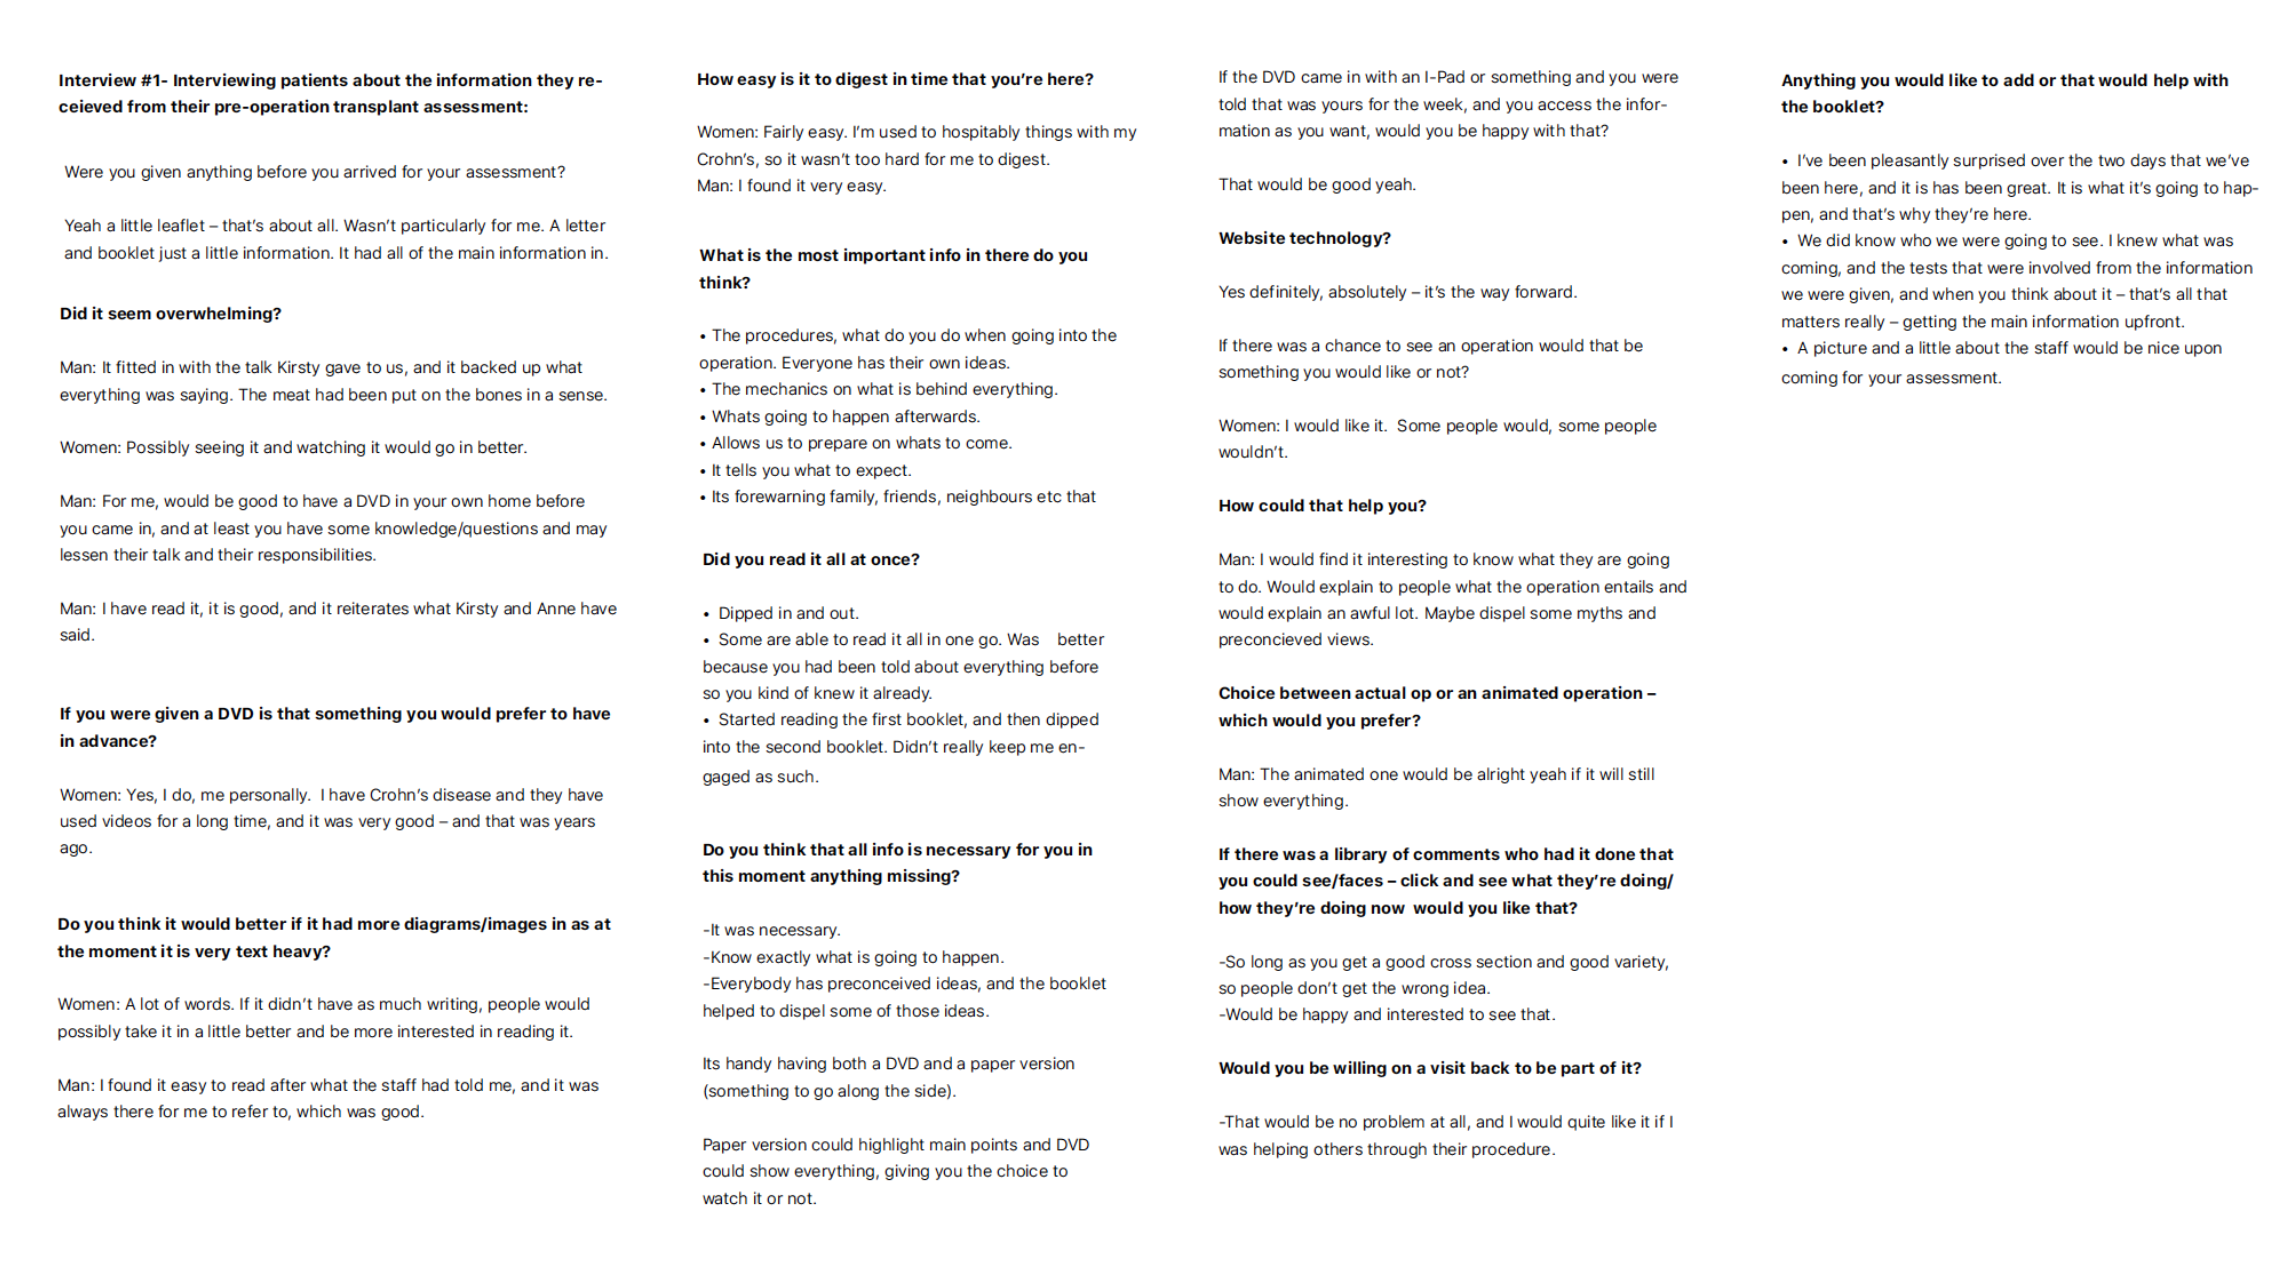 Interview #1- Interviewing patients about the information they re-
ceieved from their pre-operation transplant assessment:
Were you given anything before you arrived for your assessment?
Yeah a little leaflet – that's about all. Wasn't particularly for me. A letter
and booklet just a little information. It had all of the main information in.
Did it seem overwhelming?
Man: It fitted in with the talk Kirsty gave to us, and it backed up what
everything was saying. The meat had been put on the bones in a sense.
Women: Possibly seeing it and watching it would go in better.
Man: For me, would be good to have a DVD in your own home before
you came in, and at least you have some knowledge/questions and may
lessen their talk and their responsibilities.
Man: I have read it, it is good, and it reiterates what Kirsty and Anne have
said.
If you were given a DVD is that something you would prefer to have
in advance?
Women: Yes, I do, me personally.  I have Crohn's disease and they have
used videos for a long time, and it was very good – and that was years
ago.
Do you think it would better if it had more diagrams/images in as at
the moment it is very text heavy?
Women: A lot of words. If it didn't have as much writing, people would
possibly take it in a little better and be more interested in reading it.
Man: I found it easy to read after what the staff had told me, and it was
always there for me to refer to, which was good.
How easy is it to digest in time that you're here?
Women: Fairly easy. I'm used to hospitably things with my
Crohn's, so it wasn't too hard for me to digest.
Man: I found it very easy.
What is the most important info in there do you
think?
• The procedures, what do you do when going into the
operation. Everyone has their own ideas.
• The mechanics on what is behind everything.
• Whats going to happen afterwards.
• Allows us to prepare on whats to come.
• It tells you what to expect.
• Its forewarning family, friends, neighbours etc that
Did you read it all at once?
• Dipped in and out.
• Some are able to read it all in one go. Was better
because you had been told about everything before
so you kind of knew it already.
• Started reading the first booklet, and then dipped
into the second booklet. Didn't really keep me en-
gaged as such.
Do you think that all info is necessary for you in
this moment anything missing?
-It was necessary.
-Know exactly what is going to happen.
-Everybody has preconceived ideas, and the booklet
helped to dispel some of those ideas.
Its handy having both a DVD and a paper version
(something to go along the side).
Paper version could highlight main points and DVD
could show everything, giving you the choice to
watch it or not.
If the DVD came in with an I-Pad or something and you were
told that was yours for the week, and you access the infor-
mation as you want, would you be happy with that?
That would be good yeah.
Website technology?
Yes definitely, absolutely – it's the way forward.
If there was a chance to see an operation would that be
something you would like or not?
Women: I would like it.  Some people would, some people
wouldn't.
How could that help you?
Man: I would find it interesting to know what they are going
to do. Would explain to people what the operation entails and
would explain an awful lot. Maybe dispel some myths and
preconcieved views.
Choice between actual op or an animated operation –
which would you prefer?
Man: The animated one would be alright yeah if it will still
show everything.
If there was a library of comments who had it done that
you could see/faces – click and see what they're doing/
how they're doing now  would you like that?
-So long as you get a good cross section and good variety,
so people don't get the wrong idea.
-Would be happy and interested to see that.
Would you be willing on a visit back to be part of it?
-That would be no problem at all, and I would quite like it if I
was helping others through their procedure.
Anything you would like to add or that would help with
the booklet?
• I've been pleasantly surprised over the two days that we've
been here, and it is has been great. It is what it's going to hap-
pen, and that's why they're here.
• We did know who we were going to see. I knew what was
coming, and the tests that were involved from the information
we were given, and when you think about it – that's all that
matters really – getting the main information upfront.
• A picture and a little about the staff would be nice upon
coming for your assessment.